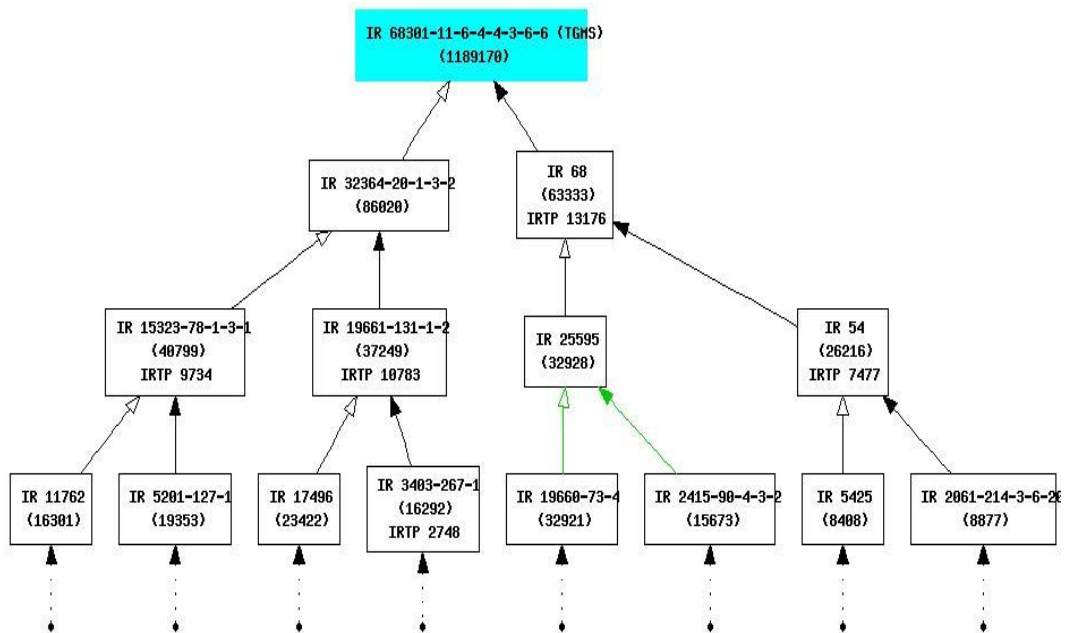 IR 68301-11-6-4-4-3-6-6 (TGMS)
(1189170)
IR 32364-20-1-3-2
(86020)
IR 68
(63333)
IRTP 13176
IR 15323-78-1-3-1
(40799)
IRTP 9734
IR 19661-131-1-2
(37249)
IRTP 10783
IR 25595
(32928)
IR 54
(26216)
IRTP 7477
IR 11762
(16301)
IR 5201-127-1
(19353)
IR 17496
(23422)
IR 3403-267-1
(16292)
IRTP 2748
IR 19660-73-4
(32921)
IR 2415-90-4-3-2
(15673)
IR 5425
(8408)
IR 2061-214-3-6-20
(8877)